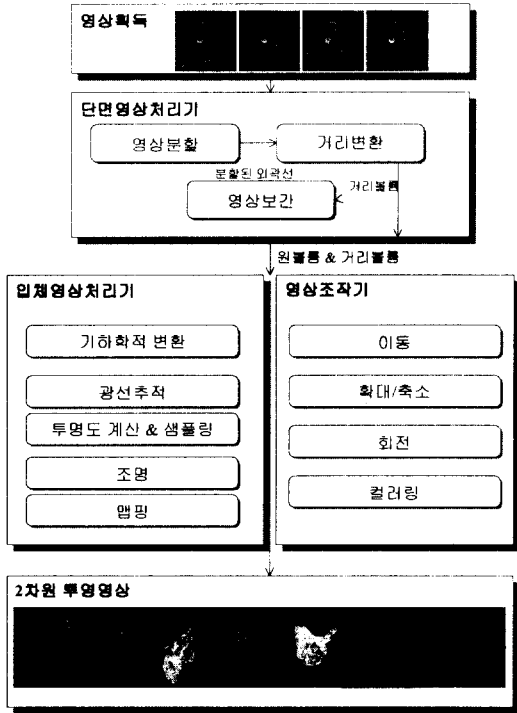 영상획득
단면영상처리기
영상분할
거리변환
분할된 외곽선
거리볼륨
영상보간
원볼륨 & 거리볼륨
입체영상처리기
기하학적 변환
광선추적
투명도 계산 & 샘플링
조명
맵핑
영상조작기
이동
확대/축소
회전
컬러링
2차원 투영영상